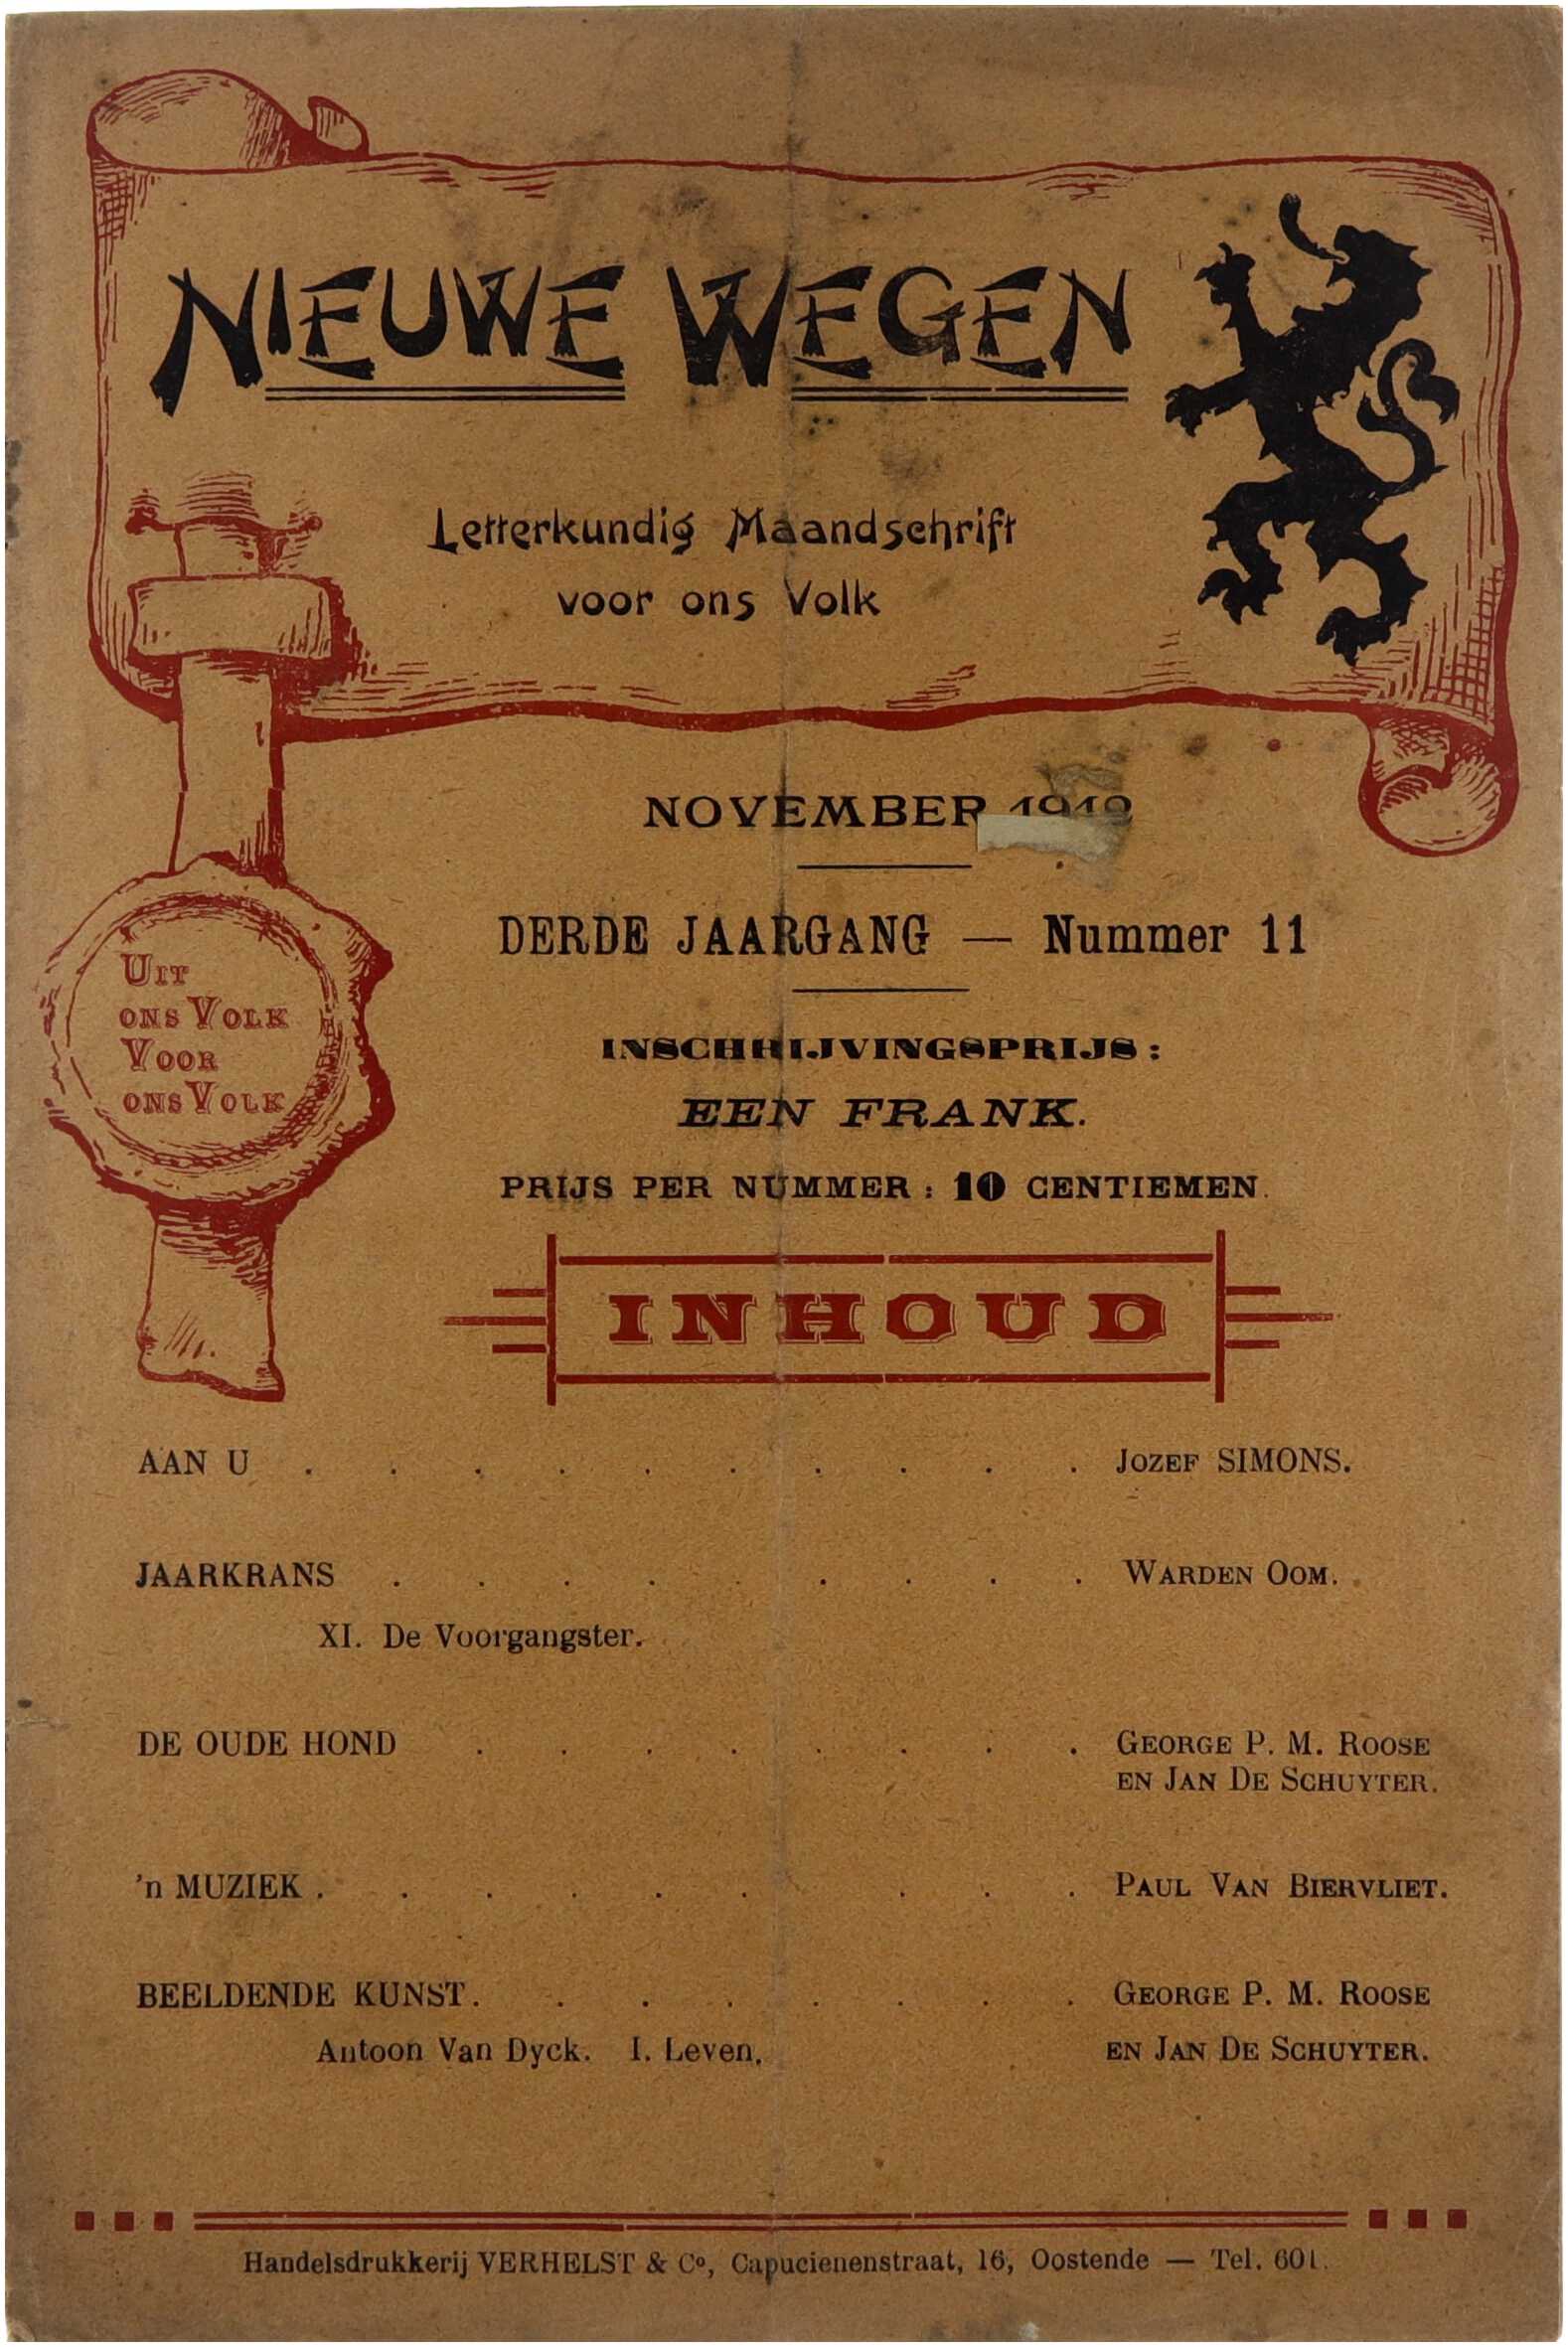 NIEUWE WEGEN
Letterkundig Maandschrift
voor ons Volk
NOVEMBER
DERDE JAARGANG — Nummer 11
UIT
ONS VOLK
VOOR
ONS VOLK
INSCHRIJVINGSPRIJS :
EEN FRANK.
PRIJS PER NUMMER : 10 CENTIEMEN.
INHOUD
AAN U . . . . . . . . . . JOZEF SIMONS.
JAARKRANS . . . . . . . . . WARDEN OOM.
XI. De Voorgangster.
DE OUDE HOND . . . . . . . . GEORGE P. M. ROOSE
EN JAN DE SCHUYTER.
'n MUZIEK . . . . . . . . . PAUL VAN BIERVLIET.
BEELDENDE KUNST. . . . . . . . GEORGE P. M. ROOSE
Antoon Van Dyck. I. Leven. EN JAN DE SCHUYTER.
Handelsdrukkerij VERHELST & Cº, Capucienenstraat, 16, Oostende — Tel. 601.